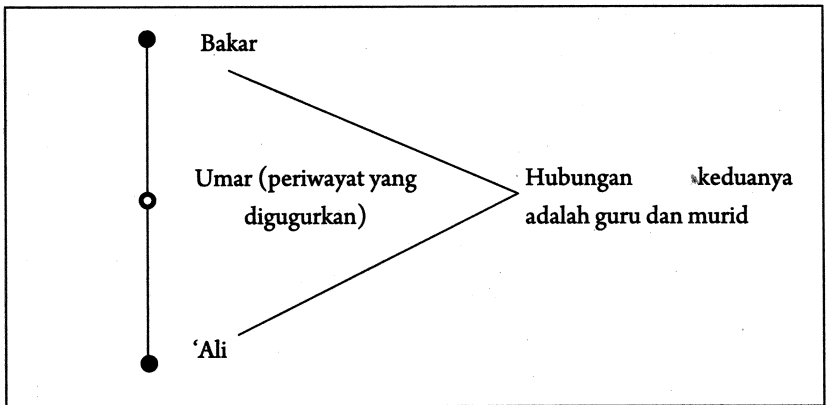 Bakar
Umar (periwayat yang
digugurkan)
Hubungan keduanya
adalah guru dan murid
‘Ali